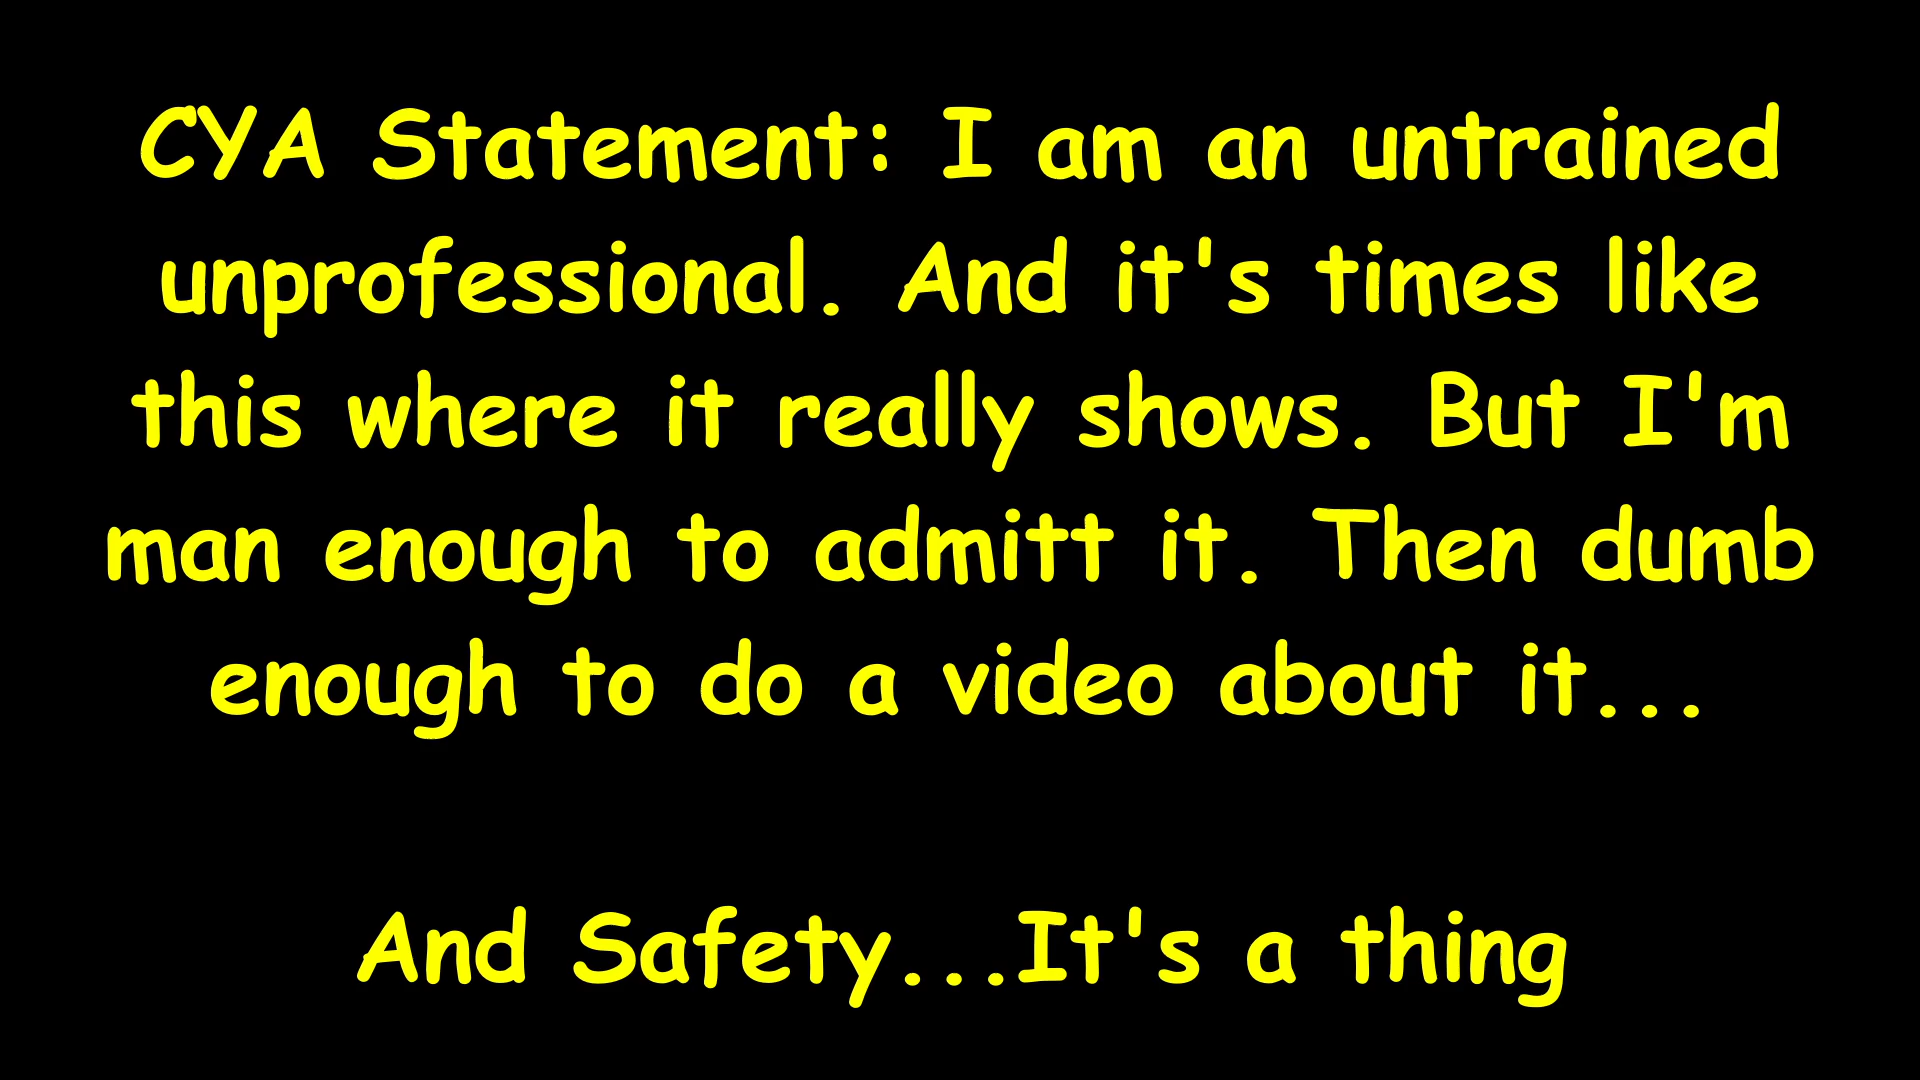 CYA Statement: I am an untrained
unprofessional. And it's times like
this where it really shows. But I'm
man enough to admitt it. Then dumb
enough to do a video about it...
And Safety...It's a thing